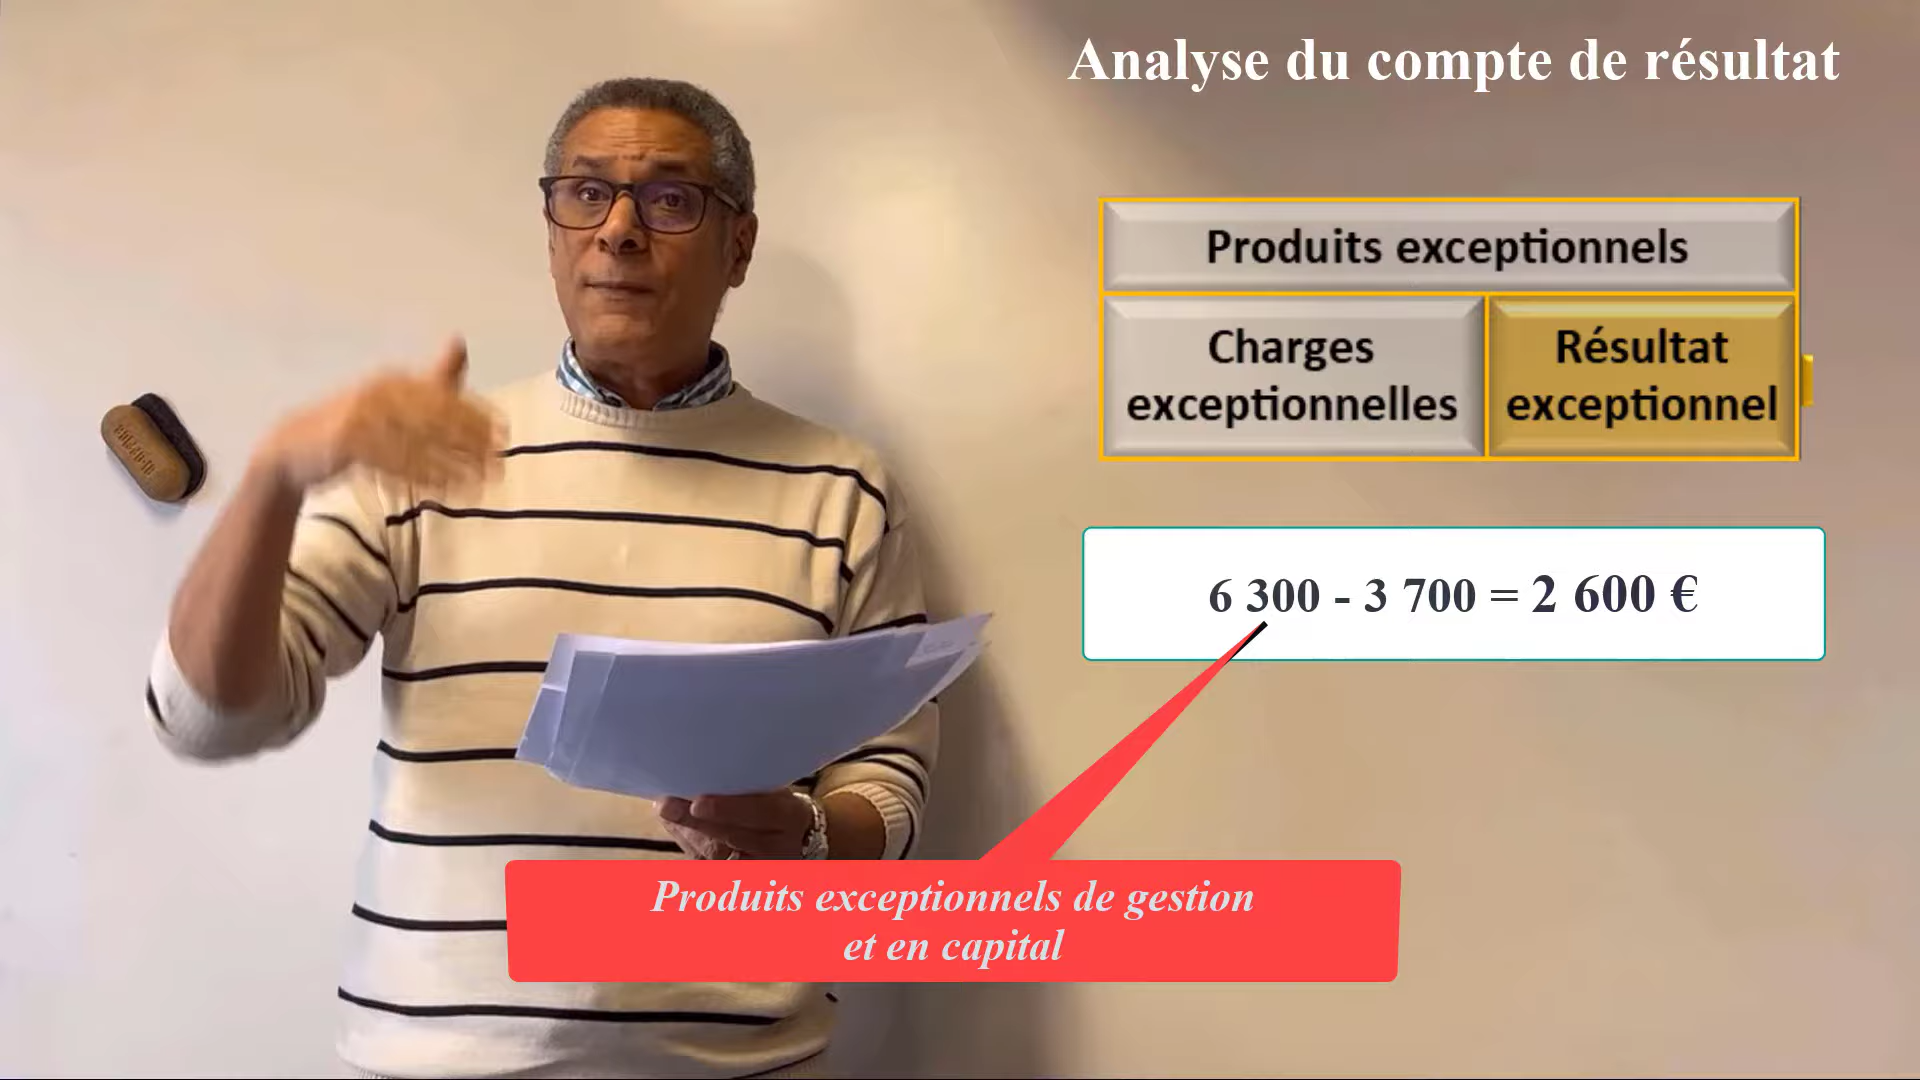 Analyse du compte de résultat
Produits exceptionnels
Charges
exceptionnelles
Résultat
exceptionnel
6 300 - 3 700 = 2 600 €
Produits exceptionnels de gestion
et en capital